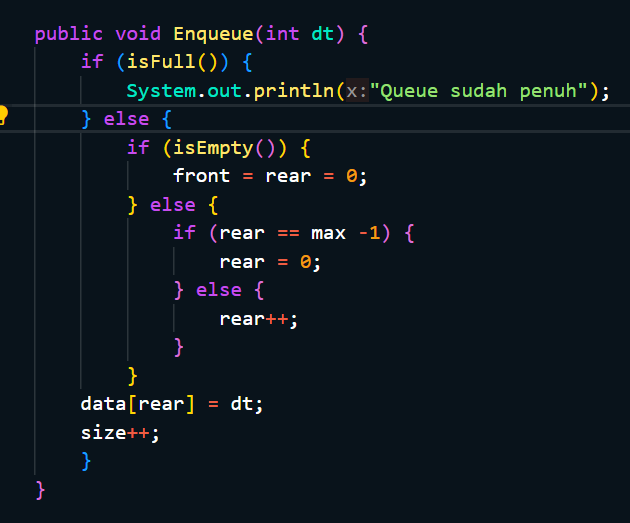 public void Enqueue(int dt) {
    if (isFull()) {
        System.out.println(x:"Queue sudah penuh");
    } else {
        if (isEmpty()) {
            front = rear = 0;
        } else {
            if (rear == max -1) {
                rear = 0;
            } else {
                rear++;
            }
        }
    data[rear] = dt;
    size++;
    }
}